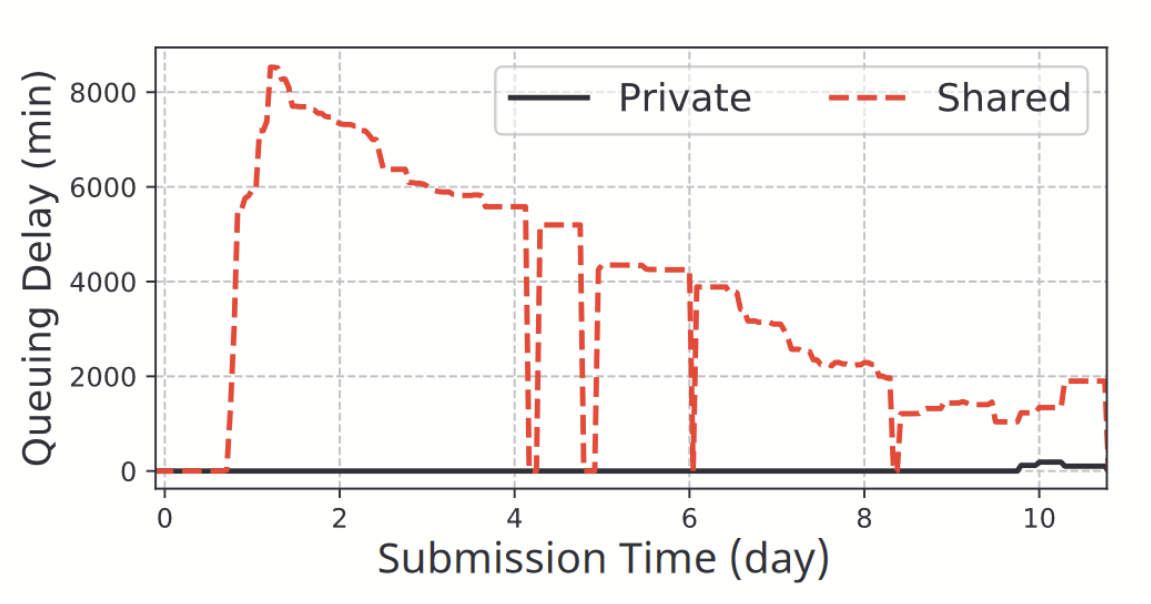 Queuing Delay (min)
8000
6000
4000
2000
0
Private Shared
0 2 4 6 8 10
Submission Time (day)